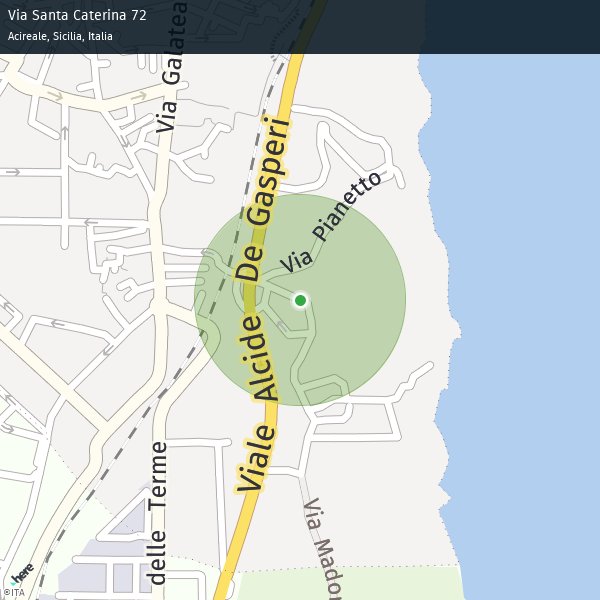 Via Santa Caterina 72
Acireale, Sicilia, Italia
Via Galatea
Viale Alcide De Gasperi
Via Pianetto
delle Terme
Via Mador
here
©ITA